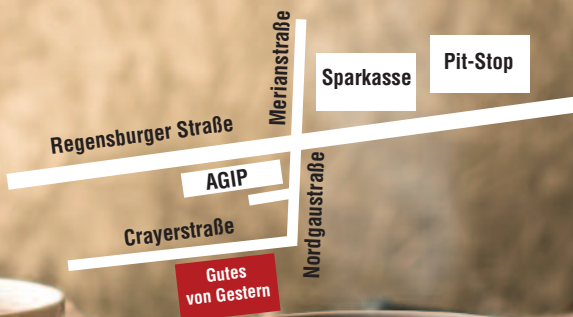 Merianstraße
Sparkasse
Pit-Stop
Regensburger Straße
AGIP
Nordgaustraße
Crayerstraße
Gutes
von Gestern